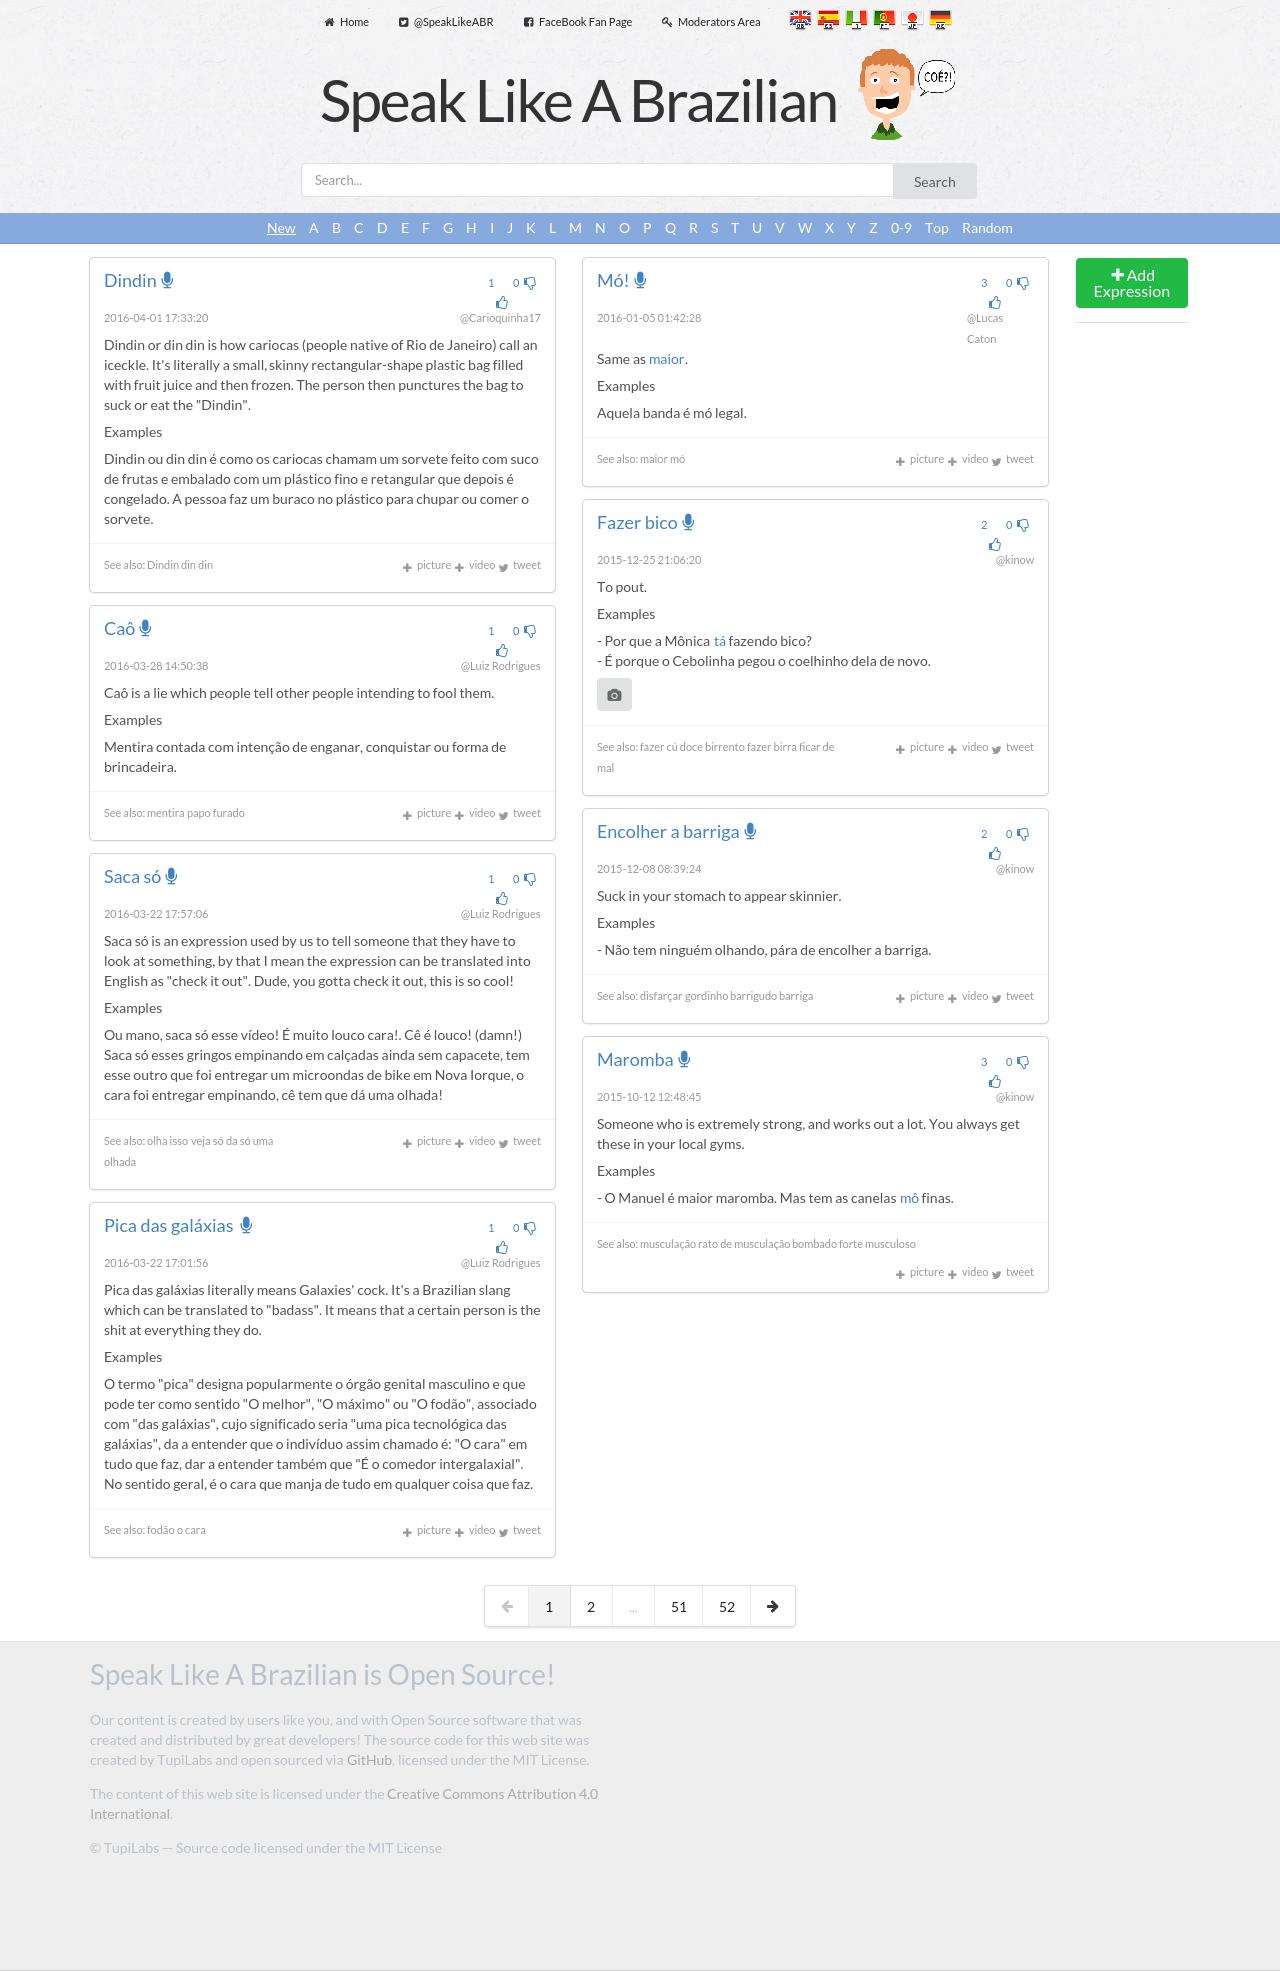 Home @SpeakLikeABR FaceBook Fan Page Moderators Area
Speak Like A Brazilian
COÉ?!
Search... Search
New A B C D E F G H I J K L M N O P Q R S T U V W X Y Z 0-9 Top Random
Dindin
1 0
2016-04-01 17:33:20 @Carioquinha17
Dindin or din din is how cariocas (people native of Rio de Janeiro) call an
iceckle. It's literally a small, skinny rectangular-shape plastic bag filled
with fruit juice and then frozen. The person then punctures the bag to
suck or eat the "Dindin".
Examples
Dindin ou din din é como os cariocas chamam um sorvete feito com suco
de frutas e embalado com um plástico fino e retangular que depois é
congelado. A pessoa faz um buraco no plástico para chupar ou comer o
sorvete.
See also: Dindin din din picture video tweet
Caô
1 0
2016-03-28 14:50:38 @Luiz Rodrigues
Caô is a lie which people tell other people intending to fool them.
Examples
Mentira contada com intenção de enganar, conquistar ou forma de
brincadeira.
See also: mentira papo furado picture video tweet
Saca só
1 0
2016-03-22 17:57:06 @Luiz Rodrigues
Saca só is an expression used by us to tell someone that they have to
look at something, by that I mean the expression can be translated into
English as "check it out". Dude, you gotta check it out, this is so cool!
Examples
Ou mano, saca só esse vídeo! É muito louco cara!. Cê é louco! (damn!)
Saca só esses gringos empinando em calçadas ainda sem capacete, tem
esse outro que foi entregar um microondas de bike em Nova Iorque, o
cara foi entregar empinando, cê tem que dá uma olhada!
See also: olha isso veja só da só uma
olhada
picture video tweet
Pica das galáxias
1 0
2016-03-22 17:01:56 @Luiz Rodrigues
Pica das galáxias literally means Galaxies' cock. It's a Brazilian slang
which can be translated to "badass". It means that a certain person is the
shit at everything they do.
Examples
O termo "pica" designa popularmente o órgão genital masculino e que
pode ter como sentido "O melhor", "O máximo" ou "O fodão", associado
com "das galáxias", cujo significado seria "uma pica tecnológica das
galáxias", da a entender que o indivíduo assim chamado é: "O cara" em
tudo que faz, dar a entender também que "É o comedor intergalaxial".
No sentido geral, é o cara que manja de tudo em qualquer coisa que faz.
See also: fodão o cara picture video tweet
Mó!
3 0
2016-01-05 01:42:28 @Lucas
Caton
Same as maior.
Examples
Aquela banda é mó legal.
See also: maior mó picture video tweet
Fazer bico
2 0
2015-12-25 21:06:20 @kinow
To pout.
Examples
- Por que a Mônica tá fazendo bico?
- É porque o Cebolinha pegou o coelhinho dela de novo.
See also: fazer cú doce birrento fazer birra ficar de
mal
picture video tweet
Encolher a barriga
2 0
2015-12-08 08:39:24 @kinow
Suck in your stomach to appear skinnier.
Examples
- Não tem ninguém olhando, pára de encolher a barriga.
See also: disfarçar gordinho barrigudo barriga picture video tweet
Maromba
3 0
2015-10-12 12:48:45 @kinow
Someone who is extremely strong, and works out a lot. You always get
these in your local gyms.
Examples
- O Manuel é maior maromba. Mas tem as canelas mô finas.
See also: musculação rato de musculação bombado forte musculoso
picture video tweet
Add
Expression
1 2 ... 51 52
Speak Like A Brazilian is Open Source!
Our content is created by users like you, and with Open Source software that was
created and distributed by great developers! The source code for this web site was
created by TupiLabs and open sourced via GitHub, licensed under the MIT License.
The content of this web site is licensed under the Creative Commons Attribution 4.0
International.
© TupiLabs — Source code licensed under the MIT License